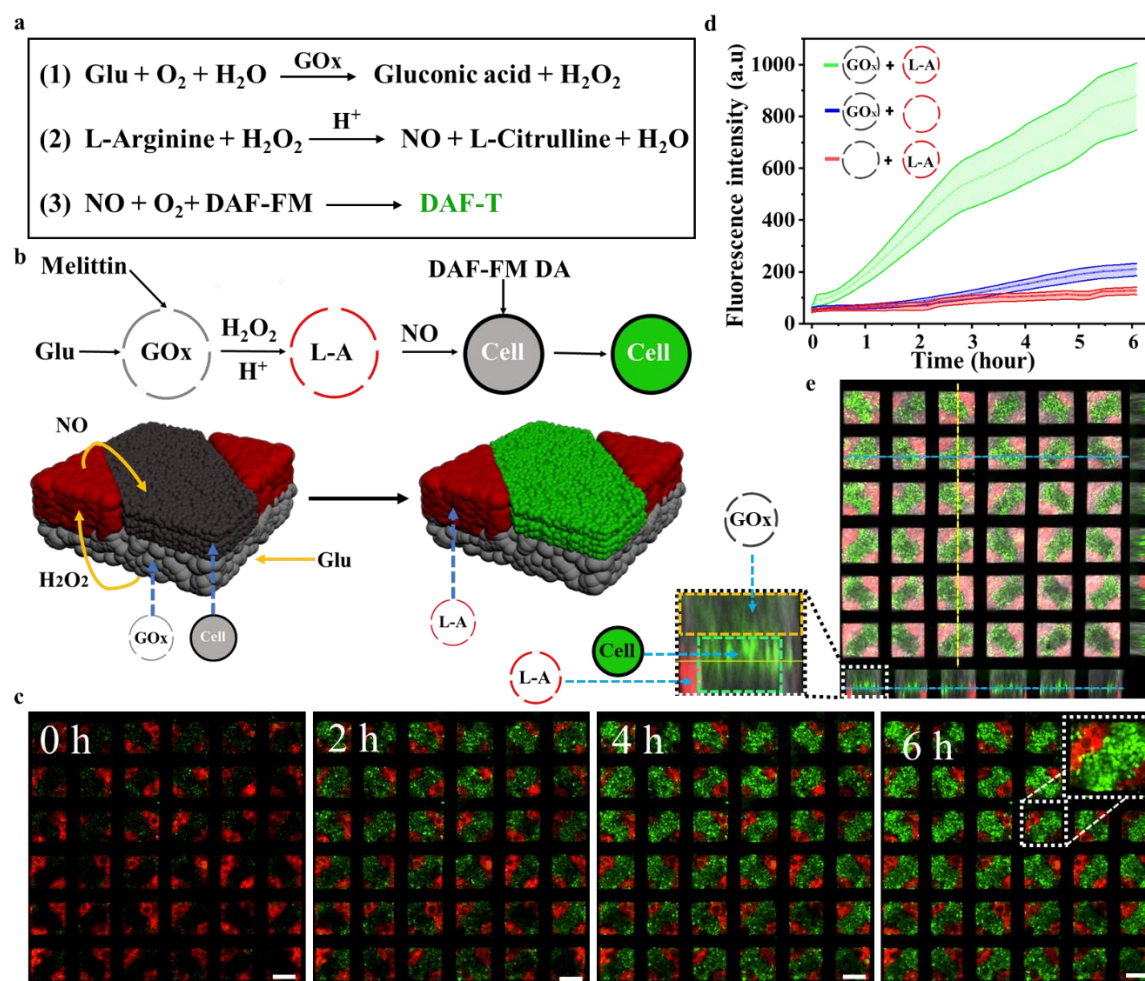 a
(1) Glu + O₂ + H₂O GOx Gluconic acid + H₂O₂
(2) L-Arginine + H₂O₂ H⁺ NO + L-Citrulline + H₂O
(3) NO + O₂+ DAF-FM DAF-T
b
Melittin
DAF-FM DA
Glu
GOx
H₂O₂
H⁺
L-A
NO
Cell
Cell
NO
H₂O₂
Glu
GOx
Cell
L-A
c
0 h
2 h
4 h
6 h
d
Fluorescence intensity (a.u)
1000
800
600
400
200
0
GOx + L-A
GOx +
+ L-A
0 1 2 3 4 5 6
Time (hour)
e
GOx
Cell
L-A